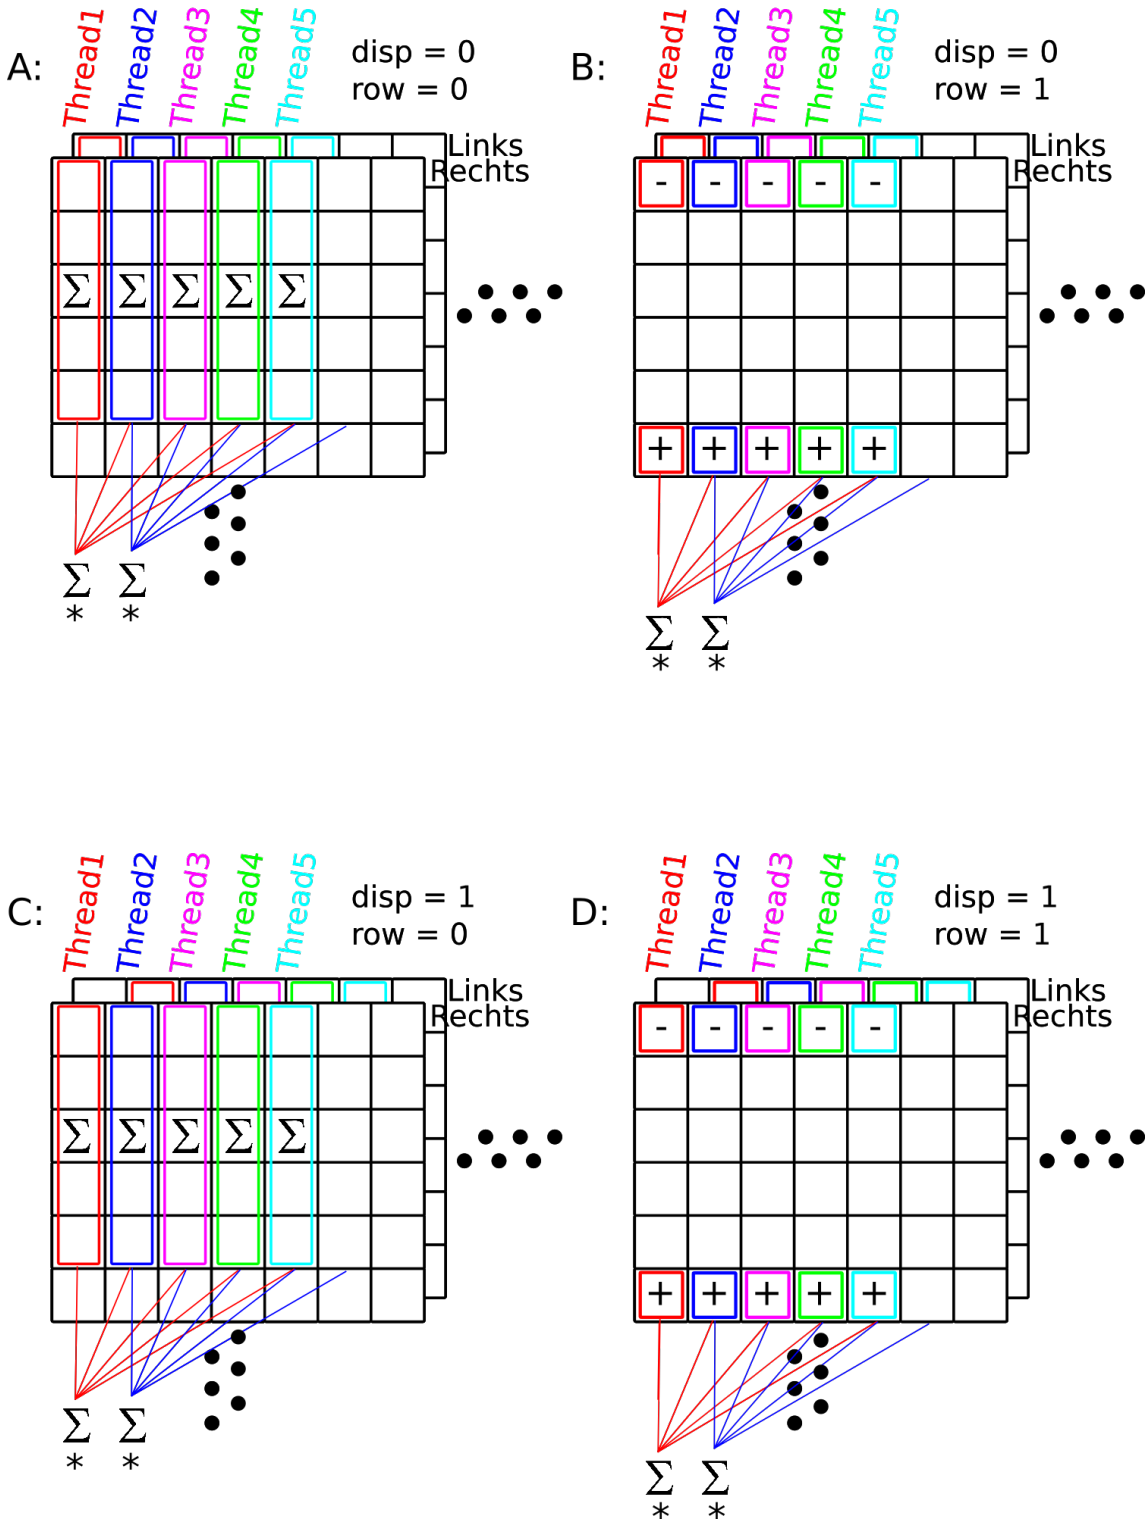 A:
Thread1 Thread2 Thread3 Thread4 Thread5
disp = 0
row = 0
Links
Rechts
Σ Σ Σ Σ Σ
Σ Σ
* *
B:
Thread1 Thread2 Thread3 Thread4 Thread5
disp = 0
row = 1
Links
Rechts
- - - - -
+ + + + +
Σ Σ
* *
C:
Thread1 Thread2 Thread3 Thread4 Thread5
disp = 1
row = 0
Links
Rechts
Σ Σ Σ Σ Σ
Σ Σ
* *
D:
Thread1 Thread2 Thread3 Thread4 Thread5
disp = 1
row = 1
Links
Rechts
- - - - -
+ + + + +
Σ Σ
* *